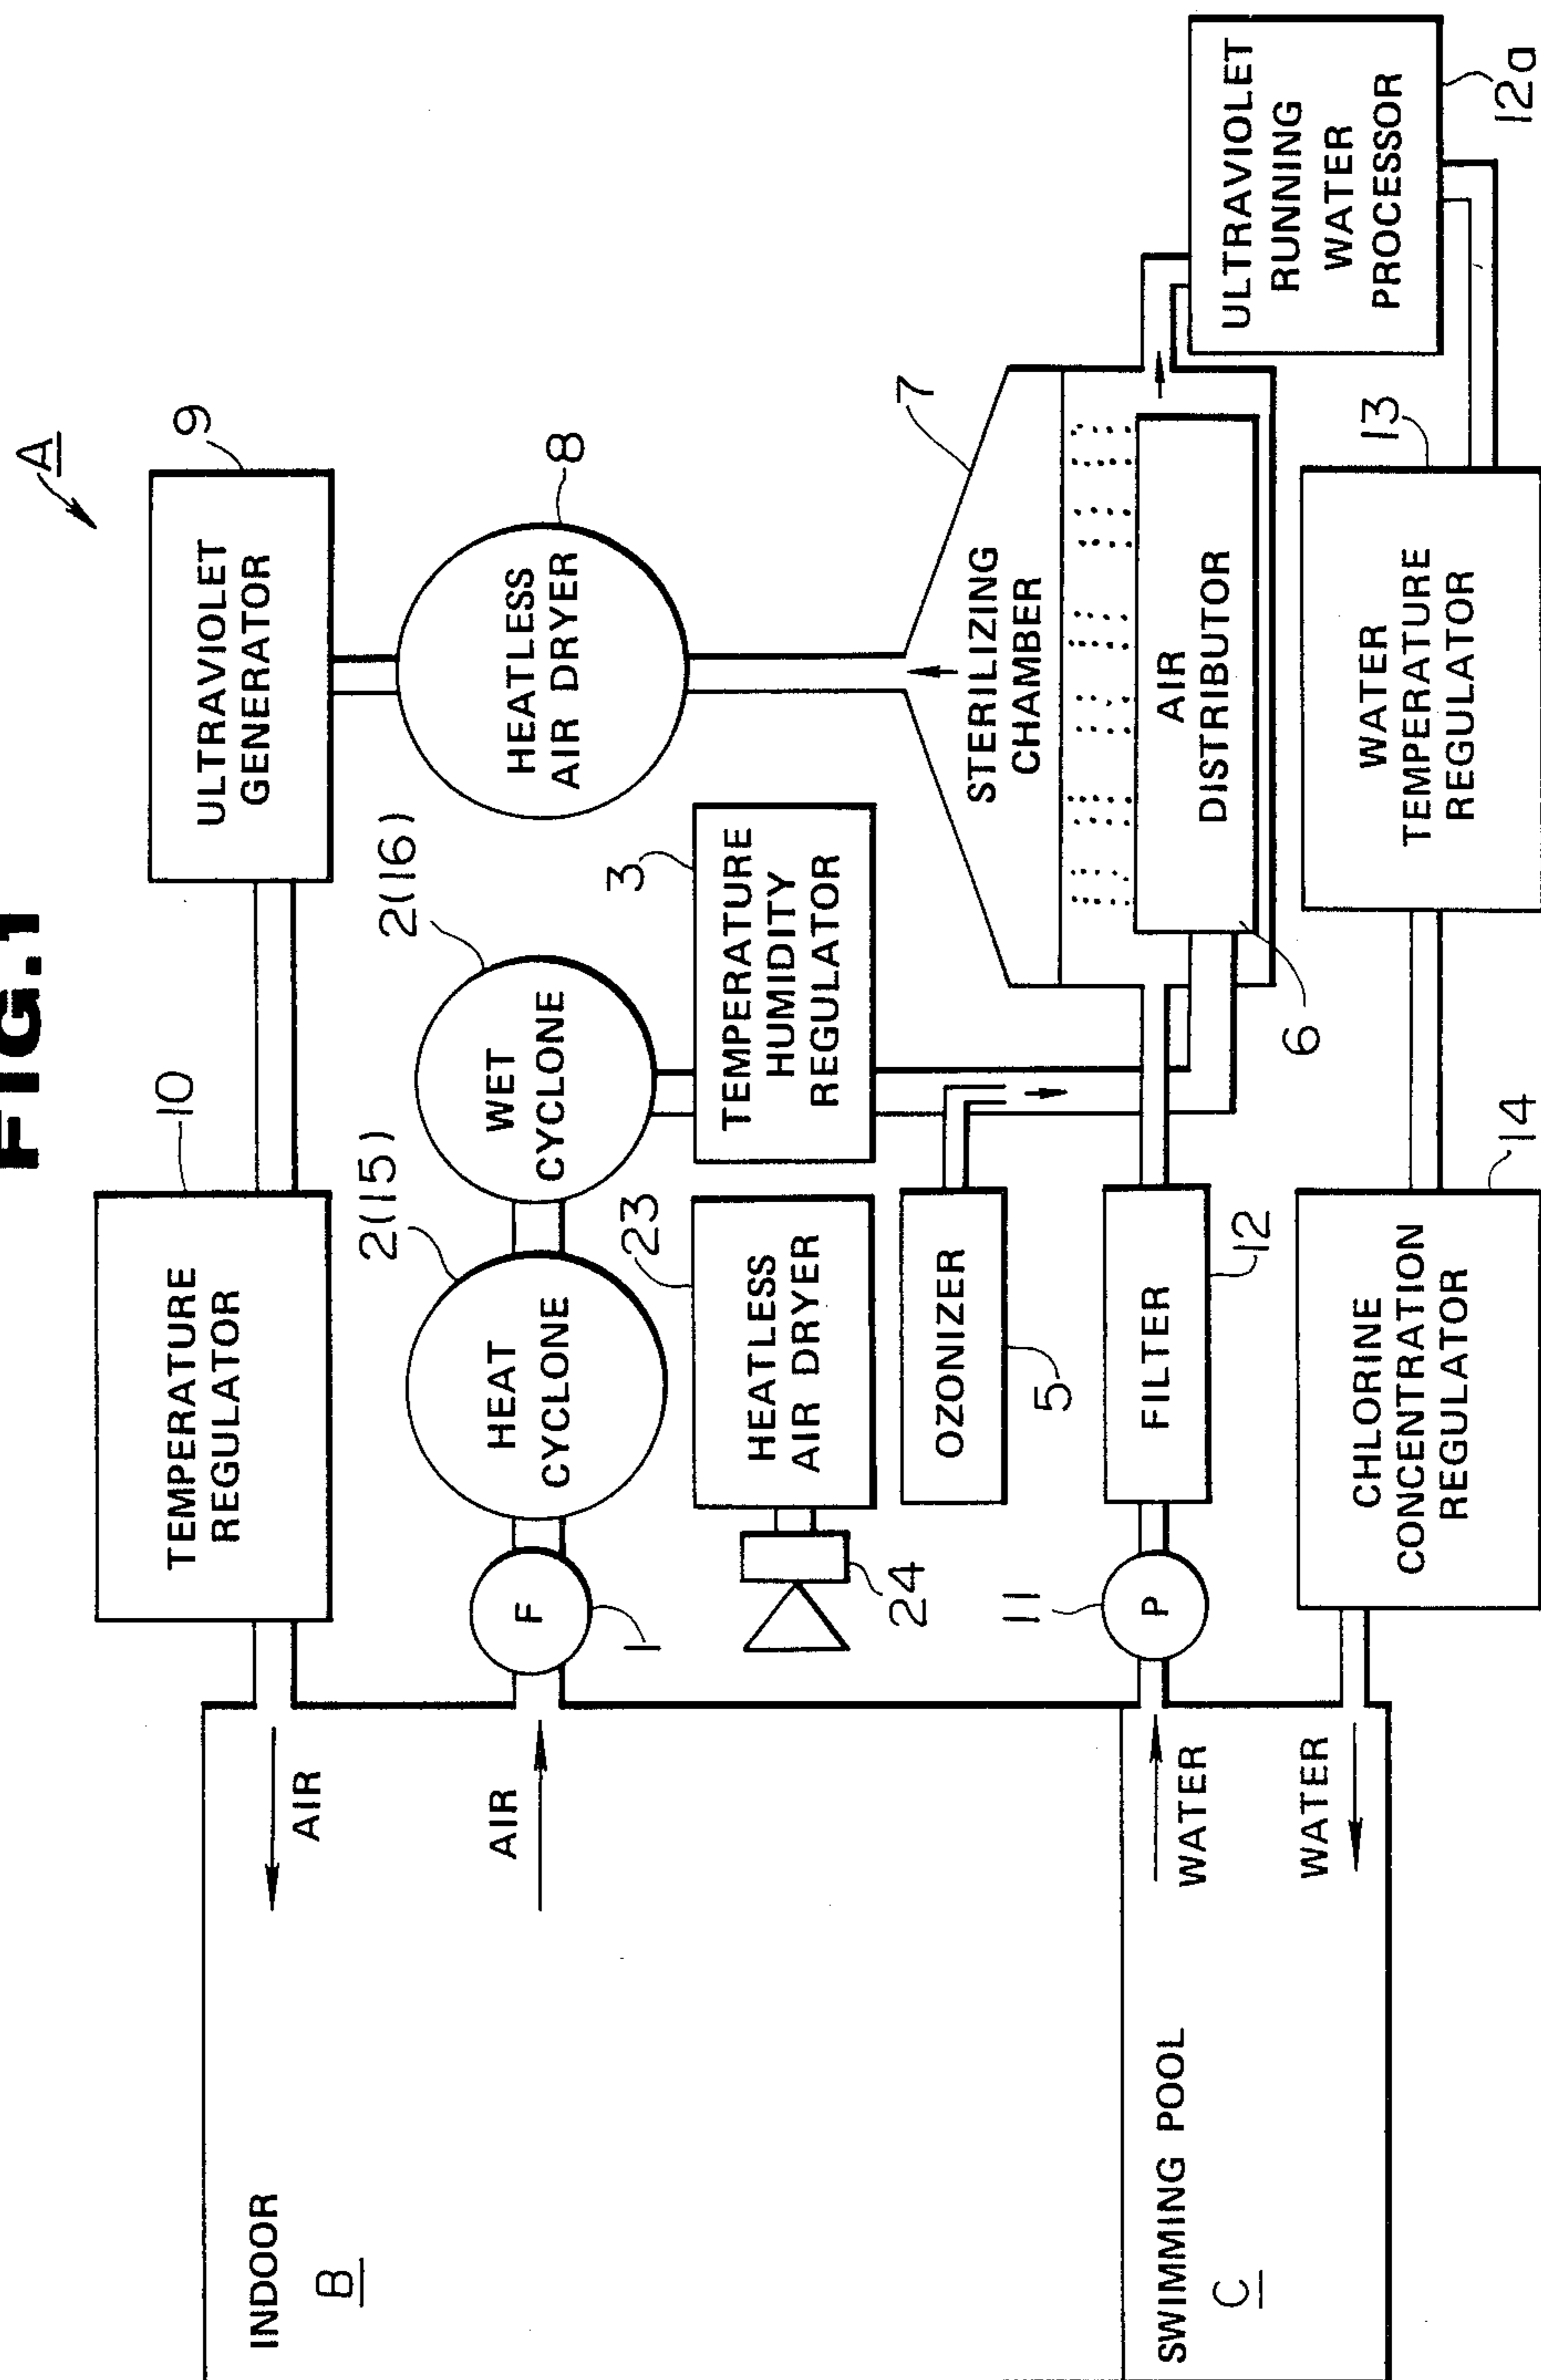 FIG.1
A
10
TEMPERATURE
REGULATOR
9
ULTRAVIOLET
GENERATOR
AIR
2(15)
HEAT
CYCLONE
2(16)
WET
CYCLONE
8
HEATLESS
AIR DRYER
F
1
AIR
23
HEATLESS
AIR DRYER
24
3
TEMPERATURE
HUMIDITY
REGULATOR
OZONIZER
5
7
STERILIZING
CHAMBER
AIR
DISTRIBUTOR
6
11
P
FILTER
12
ULTRAVIOLET
RUNNING
WATER
PROCESSOR
12a
WATER
WATER
CHLORINE
CONCENTRATION
REGULATOR
14
WATER
TEMPERATURE
REGULATOR
13
INDOOR
B
SWIMMING POOL
C